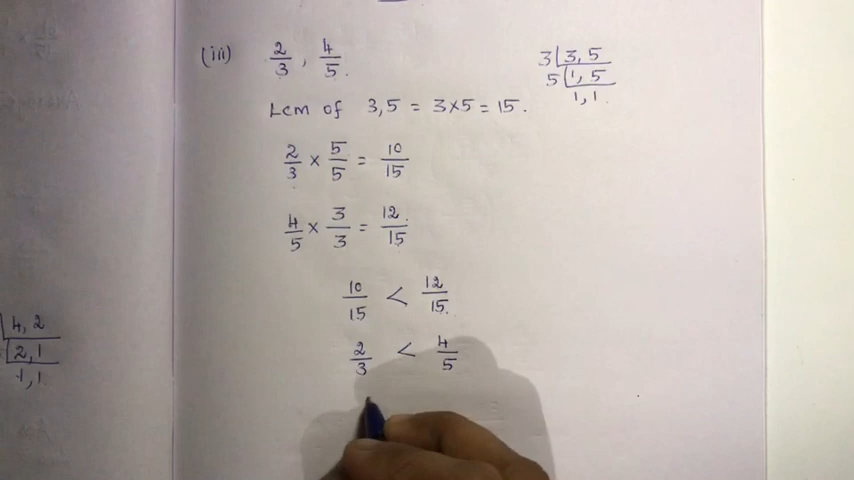 (iii) 2/3 , 4/5.
3 | 3, 5
5 | 1, 5
1, 1.
Lcm of 3,5 = 3×5 = 15.
2/3 × 5/5 = 10/15
4/5 × 3/3 = 12/15
10/15 < 12/15.
2/3 < 4/5
4, 2
2, 1
1, 1